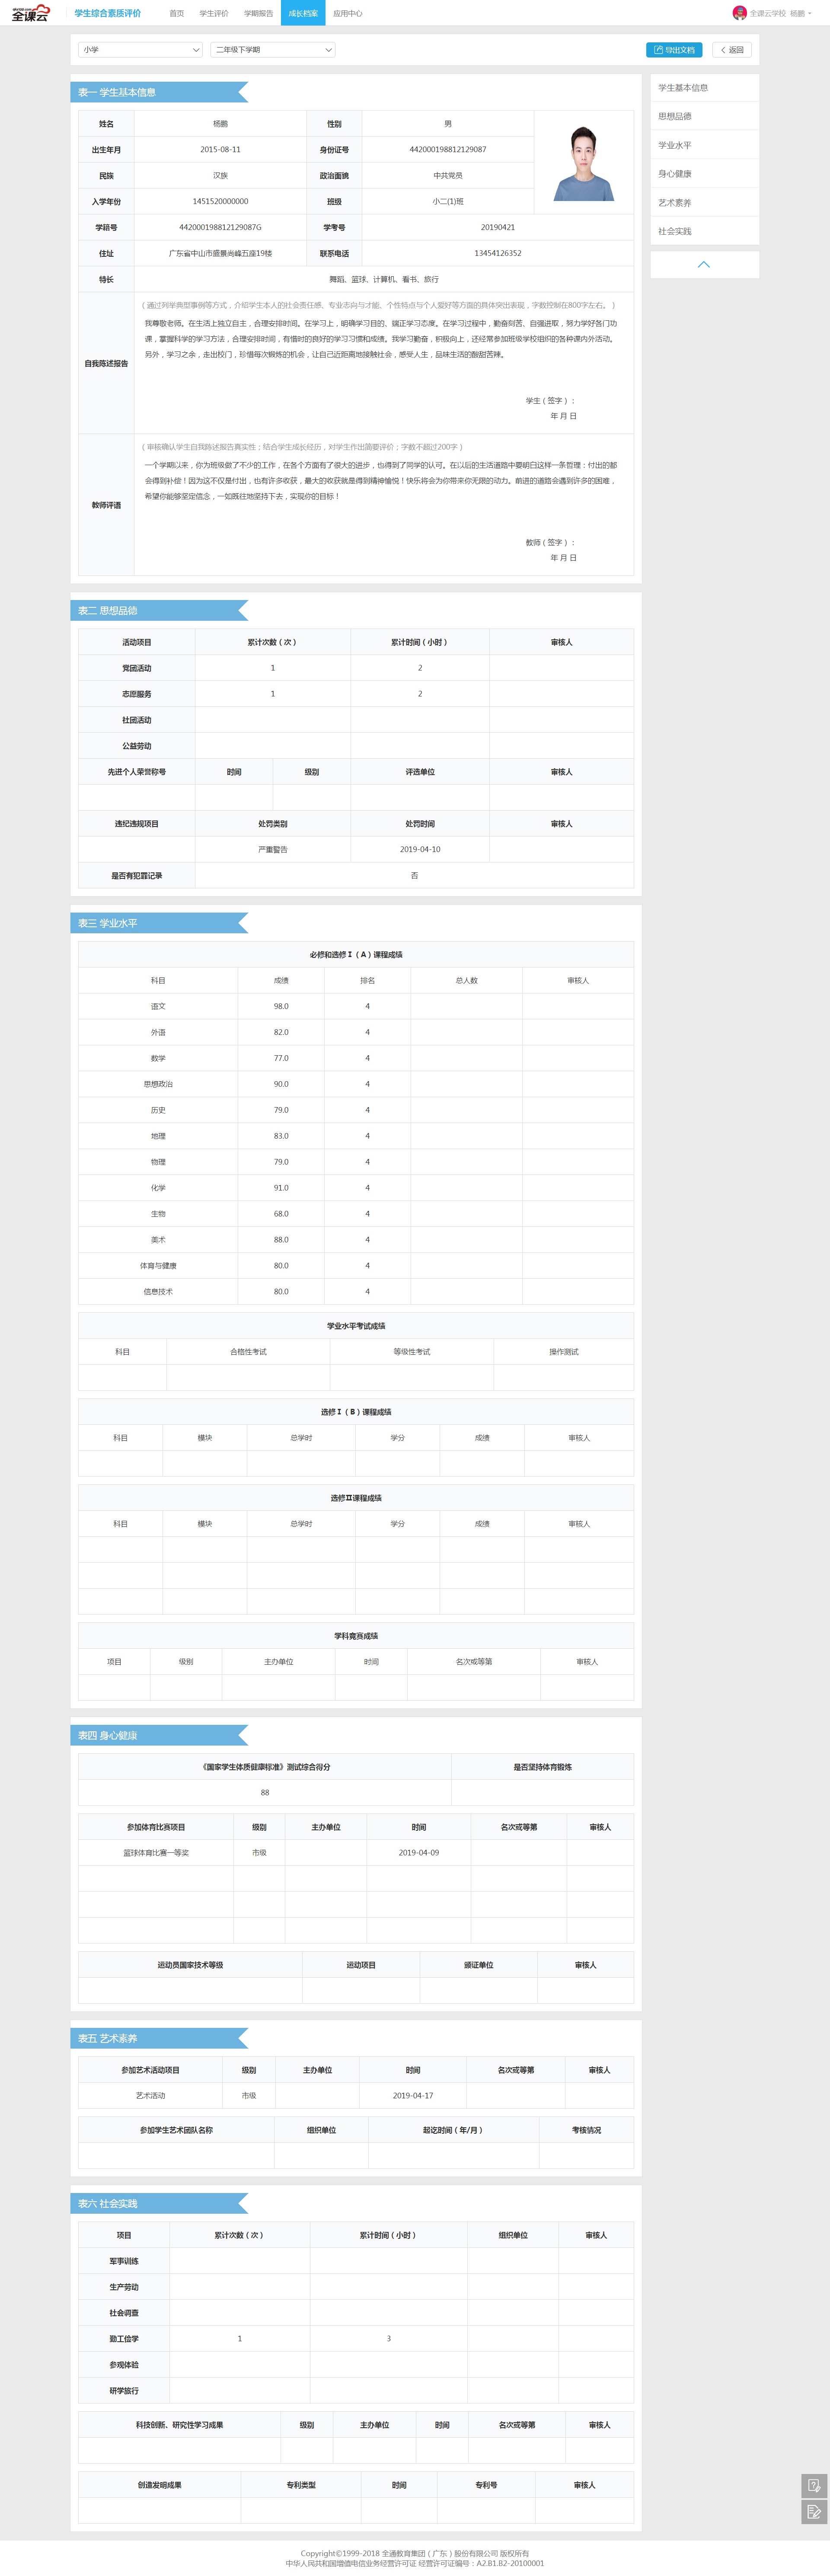 全课云
学生综合素质评价 首页 学生评价 学期报告 成长档案 应用中心 全课云学校 杨鹏
小学 二年级下学期 导出文档 返回
表一 学生基本信息
姓名 杨鹏 性别 男
出生年月 2015-08-11 身份证号 442000198812129087
民族 汉族 政治面貌 中共党员
入学年份 1451520000000 班级 小二(1)班
学籍号 442000198812129087G 学考号 20190421
住址 广东省中山市盛景尚峰五座19楼 联系电话 13454126352
特长 舞蹈、篮球、计算机、看书、旅行
自我陈述报告
（通过列举典型事例等方式，介绍学生本人的社会责任感、专业志向与才能、个性特点与个人爱好等方面的具体突出表现，字数控制在800字左右。）
我尊敬老师。在生活上独立自主，合理安排时间。在学习上，明确学习目的、端正学习态度。在学习过程中，勤奋刻苦、自强进取，努力学好各门功
课，掌握科学的学习方法，合理安排时间，有惜时的良好的学习习惯和成绩。我学习勤奋，积极向上，还经常参加班级学校组织的各种课内外活动。
另外，学习之余，走出校门，珍惜每次锻炼的机会，让自己近距离地接触社会，感受人生，品味生活的酸甜苦辣。
学生（签字）：
年 月 日
教师评语
（审核确认学生自我陈述报告真实性；结合学生成长经历，对学生作出简要评价；字数不超过200字）
一个学期以来，你为班级做了不少的工作，在各个方面有了很大的进步，也得到了同学的认可。在以后的生活道路中要明白这样一条哲理：付出的都
会得到补偿！因为这不仅是付出，也有许多收获，最大的收获就是得到精神愉悦！快乐将会为你带来你无限的动力。前进的道路会遇到许多的困难，
希望你能够坚定信念，一如既往地坚持下去，实现你的目标！
教师（签字）：
年 月 日
表二 思想品德
活动项目 累计次数（次） 累计时间（小时） 审核人
党团活动 1 2
志愿服务 1 2
社团活动
公益劳动
先进个人荣誉称号 时间 级别 评选单位 审核人
违纪违规项目 处罚类别 处罚时间 审核人
严重警告 2019-04-10
是否有犯罪记录 否
表三 学业水平
必修和选修Ⅰ（A）课程成绩
科目 成绩 排名 总人数 审核人
语文 98.0 4
外语 82.0 4
数学 77.0 4
思想政治 90.0 4
历史 79.0 4
地理 83.0 4
物理 79.0 4
化学 91.0 4
生物 68.0 4
美术 88.0 4
体育与健康 80.0 4
信息技术 80.0 4
学业水平考试成绩
科目 合格性考试 等级性考试 操作测试
选修Ⅰ（B）课程成绩
科目 模块 总学时 学分 成绩 审核人
选修Ⅱ课程成绩
科目 模块 总学时 学分 成绩 审核人
学科竟赛成绩
项目 级别 主办单位 时间 名次或等第 审核人
表四 身心健康
《国家学生体质健康标准》测试综合得分 是否坚持体育锻炼
88
参加体育比赛项目 级别 主办单位 时间 名次或等第 审核人
篮球体育比赛一等奖 市级 2019-04-09
运动员国家技术等级 运动项目 颁证单位 审核人
表五 艺术素养
参加艺术活动项目 级别 主办单位 时间 名次或等第 审核人
艺术活动 市级 2019-04-17
参加学生艺术团队名称 组织单位 起讫时间（年/月） 考核情况
表六 社会实践
项目 累计次数（次） 累计时间（小时） 组织单位 审核人
军事训练
生产劳动
社会调查
勤工俭学 1 3
参观体验
研学旅行
科技创新、研究性学习成果 级别 主办单位 时间 名次或等第 审核人
创造发明成果 专利类型 时间 专利号 审核人
学生基本信息
思想品德
学业水平
身心健康
艺术素养
社会实践
Copyright©1999-2018 全通教育集团（广东）股份有限公司 版权所有
中华人民共和国增值电信业务经营许可证 经营许可证编号：A2.B1.B2-20100001